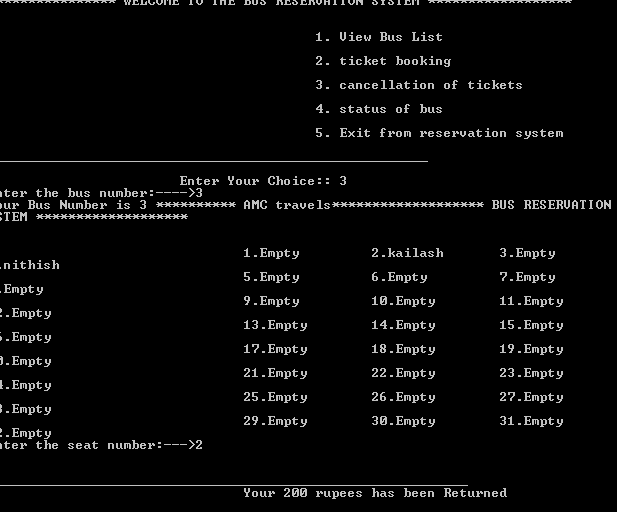 **************** WELCOME TO THE BUS RESERVATION SYSTEM ******************
1. View Bus List
2. ticket booking
3. cancellation of tickets
4. status of bus
5. Exit from reservation system
Enter Your Choice:: 3
nter the bus number:---->3
our Bus Number is 3 ********** AMC travels******************* BUS RESERVATION
STEM *******************
1.Empty 2.kailash 3.Empty
.nithish
5.Empty 6.Empty 7.Empty
.Empty
9.Empty 10.Empty 11.Empty
2.Empty
13.Empty 14.Empty 15.Empty
6.Empty
17.Empty 18.Empty 19.Empty
0.Empty
21.Empty 22.Empty 23.Empty
4.Empty
25.Empty 26.Empty 27.Empty
8.Empty
29.Empty 30.Empty 31.Empty
2.Empty
nter the seat number:--->2
Your 200 rupees has been Returned